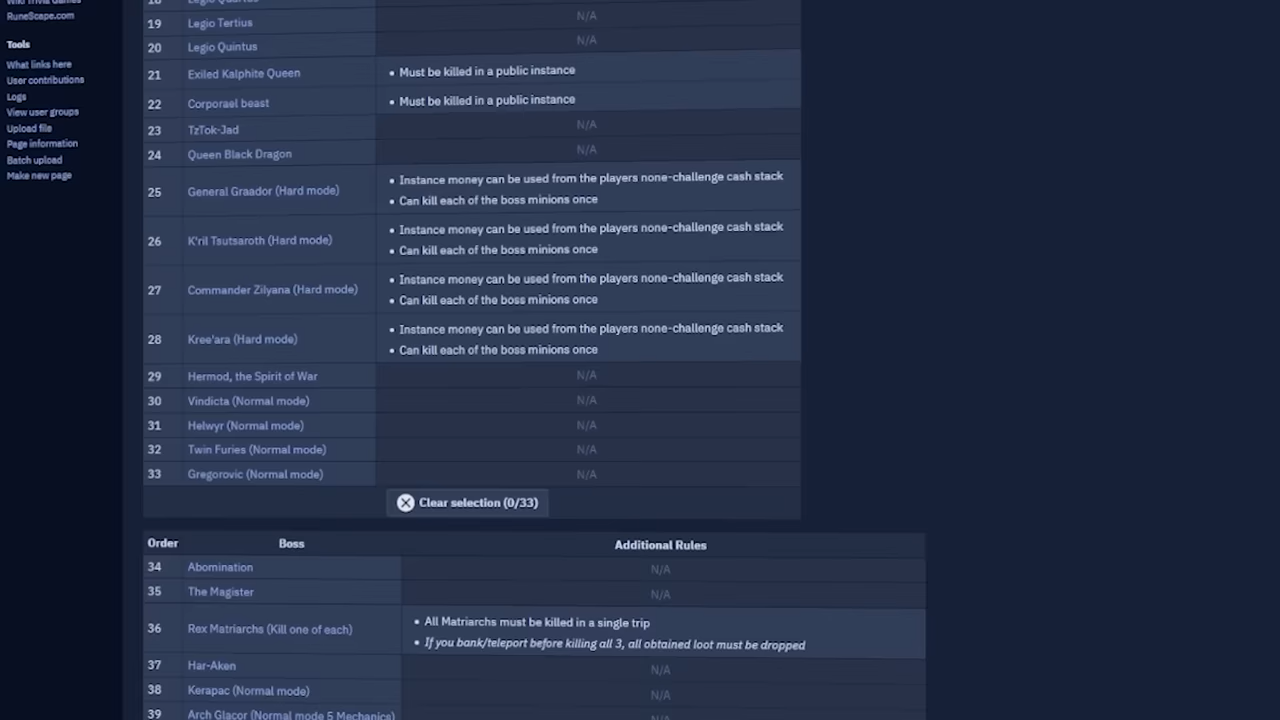 Wiki Trivia Games
RuneScape.com
Tools
What links here
User contributions
Logs
View user groups
Upload file
Page information
Batch upload
Make new page
18 Legio Quartus
19 Legio Tertius N/A
20 Legio Quintus N/A
21 Exiled Kalphite Queen • Must be killed in a public instance
22 Corporael beast • Must be killed in a public instance
23 TzTok-Jad N/A
24 Queen Black Dragon N/A
25 General Graador (Hard mode) • Instance money can be used from the players none-challenge cash stack
• Can kill each of the boss minions once
26 K'ril Tsutsaroth (Hard mode) • Instance money can be used from the players none-challenge cash stack
• Can kill each of the boss minions once
27 Commander Zilyana (Hard mode) • Instance money can be used from the players none-challenge cash stack
• Can kill each of the boss minions once
28 Kree'ara (Hard mode) • Instance money can be used from the players none-challenge cash stack
• Can kill each of the boss minions once
29 Hermod, the Spirit of War N/A
30 Vindicta (Normal mode) N/A
31 Helwyr (Normal mode) N/A
32 Twin Furies (Normal mode) N/A
33 Gregorovic (Normal mode) N/A
Clear selection (0/33)
Order Boss Additional Rules
34 Abomination N/A
35 The Magister N/A
36 Rex Matriarchs (Kill one of each) • All Matriarchs must be killed in a single trip
• If you bank/teleport before killing all 3, all obtained loot must be dropped
37 Har-Aken N/A
38 Kerapac (Normal mode) N/A
39 Arch Glacor (Normal mode 5 Mechanics) N/A